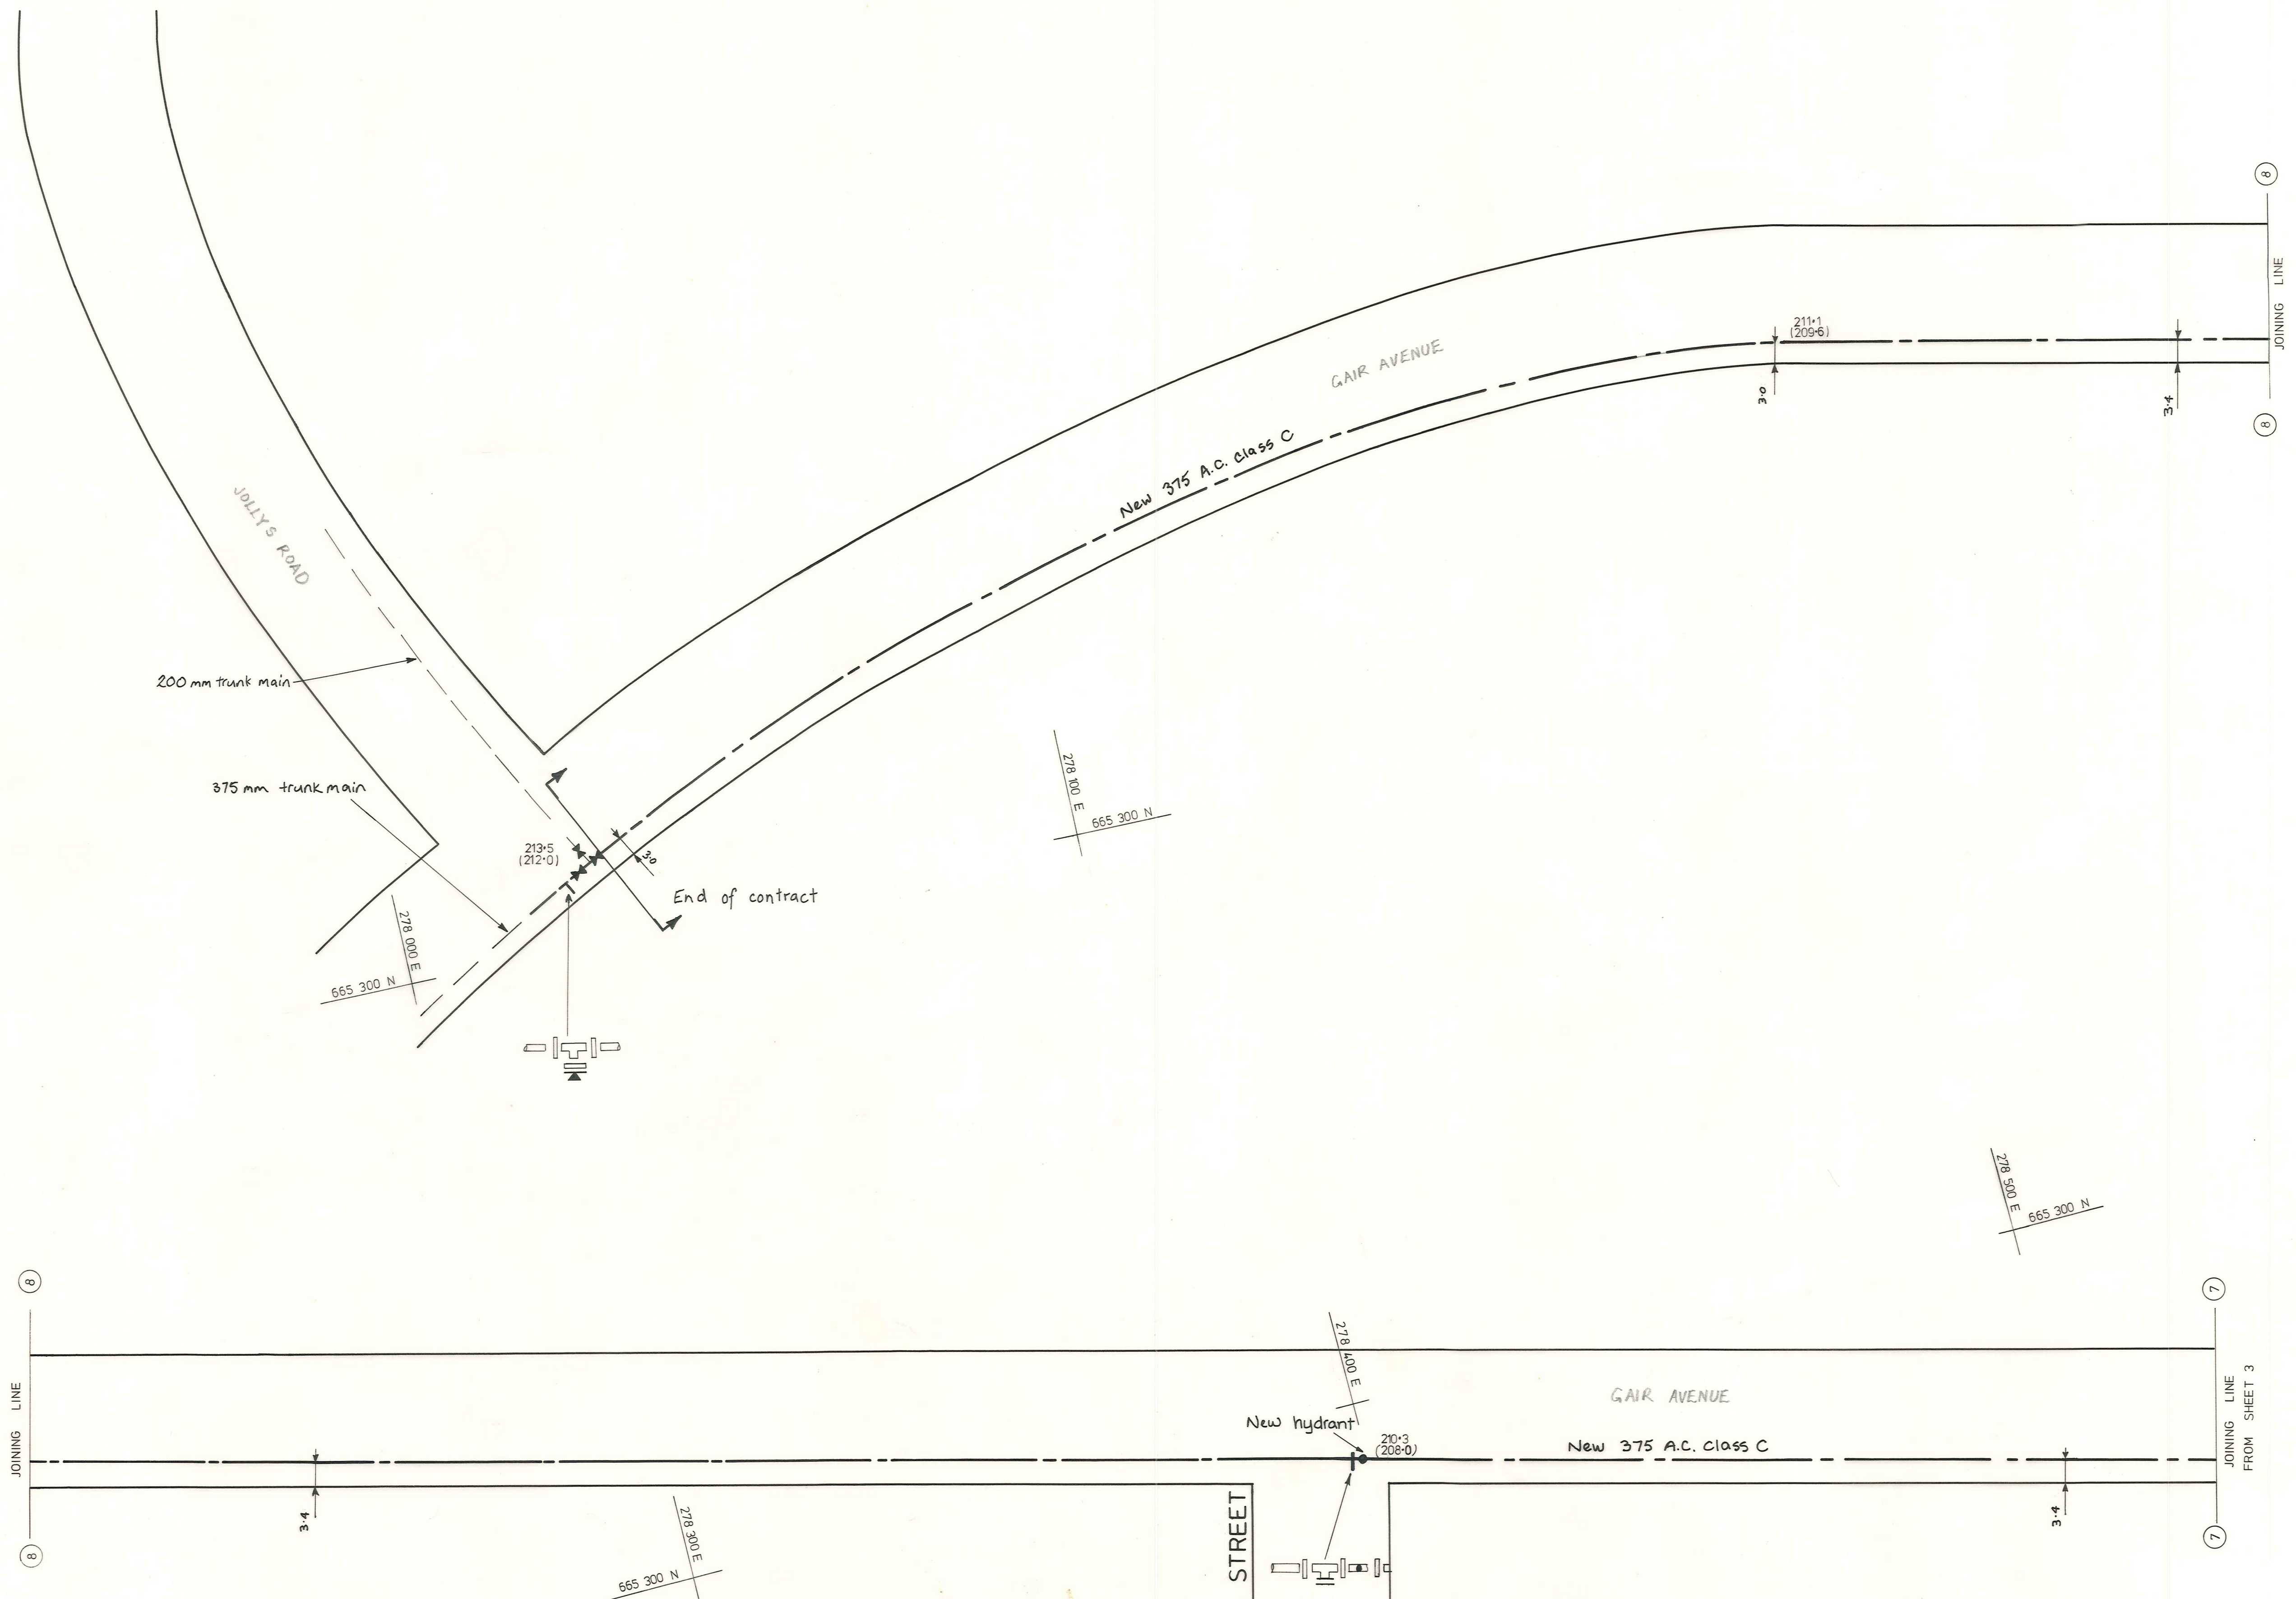 8
JOINING LINE
211·1
(209·6)
GAIR AVENUE
3·0
3·4
8
New 375 A.C. Class C
JOLLYS ROAD
200 mm trunk main
375 mm trunk main
278 100 E
665 300 N
213·5
(212·0)
3·0
End of contract
278 000 E
665 300 N
278 500 E
665 300 N
8
7
278 400 E
JOINING LINE
GAIR AVENUE
JOINING LINE
FROM SHEET 3
New hydrant
210·3
(208·0)
New 375 A.C. Class C
3·4
STREET
3·4
278 300 E
8
7
665 300 N